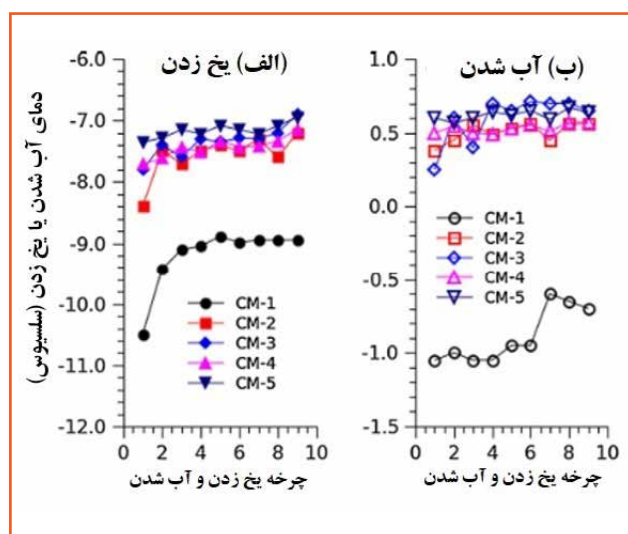 (الف) یخ زدن
(ب) آب شدن
دمای آب شدن یا یخ زدن (سلسیوس)
-6.0
-7.0
-8.0
-9.0
-10.0
-11.0
-12.0
CM-1
CM-2
CM-3
CM-4
CM-5
0 2 4 6 8 10
چرخه یخ زدن و آب شدن
1.0
0.5
0.0
-0.5
-1.0
-1.5
CM-1
CM-2
CM-3
CM-4
CM-5
0 2 4 6 8 10
چرخه یخ زدن و آب شدن